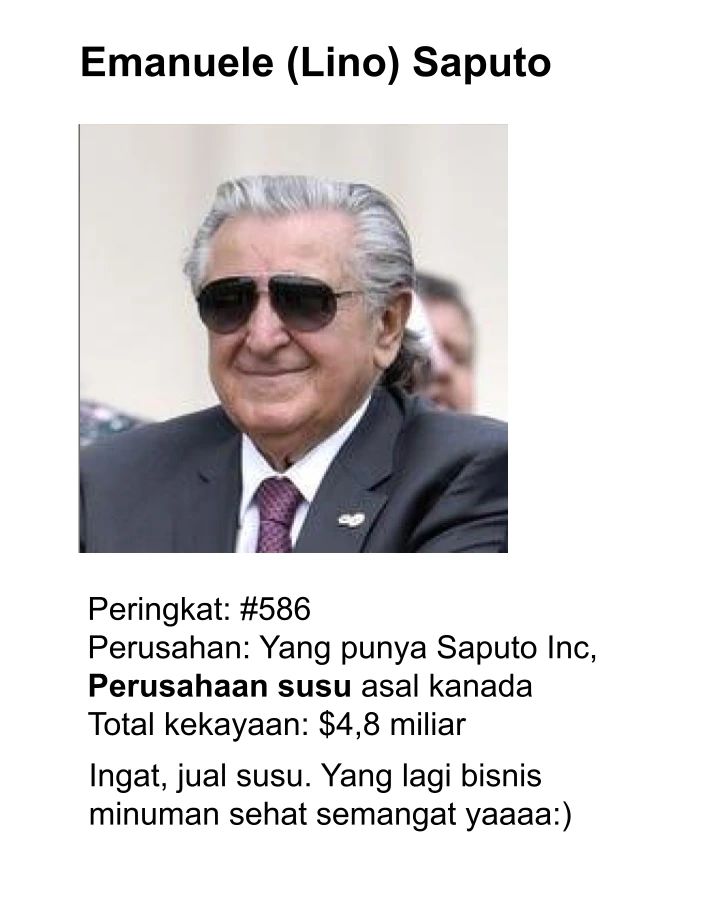 Emanuele (Lino) Saputo
Peringkat: #586
Perusahan: Yang punya Saputo Inc,
Perusahaan susu asal kanada
Total kekayaan: $4,8 miliar
Ingat, jual susu. Yang lagi bisnis
minuman sehat semangat yaaaa:)